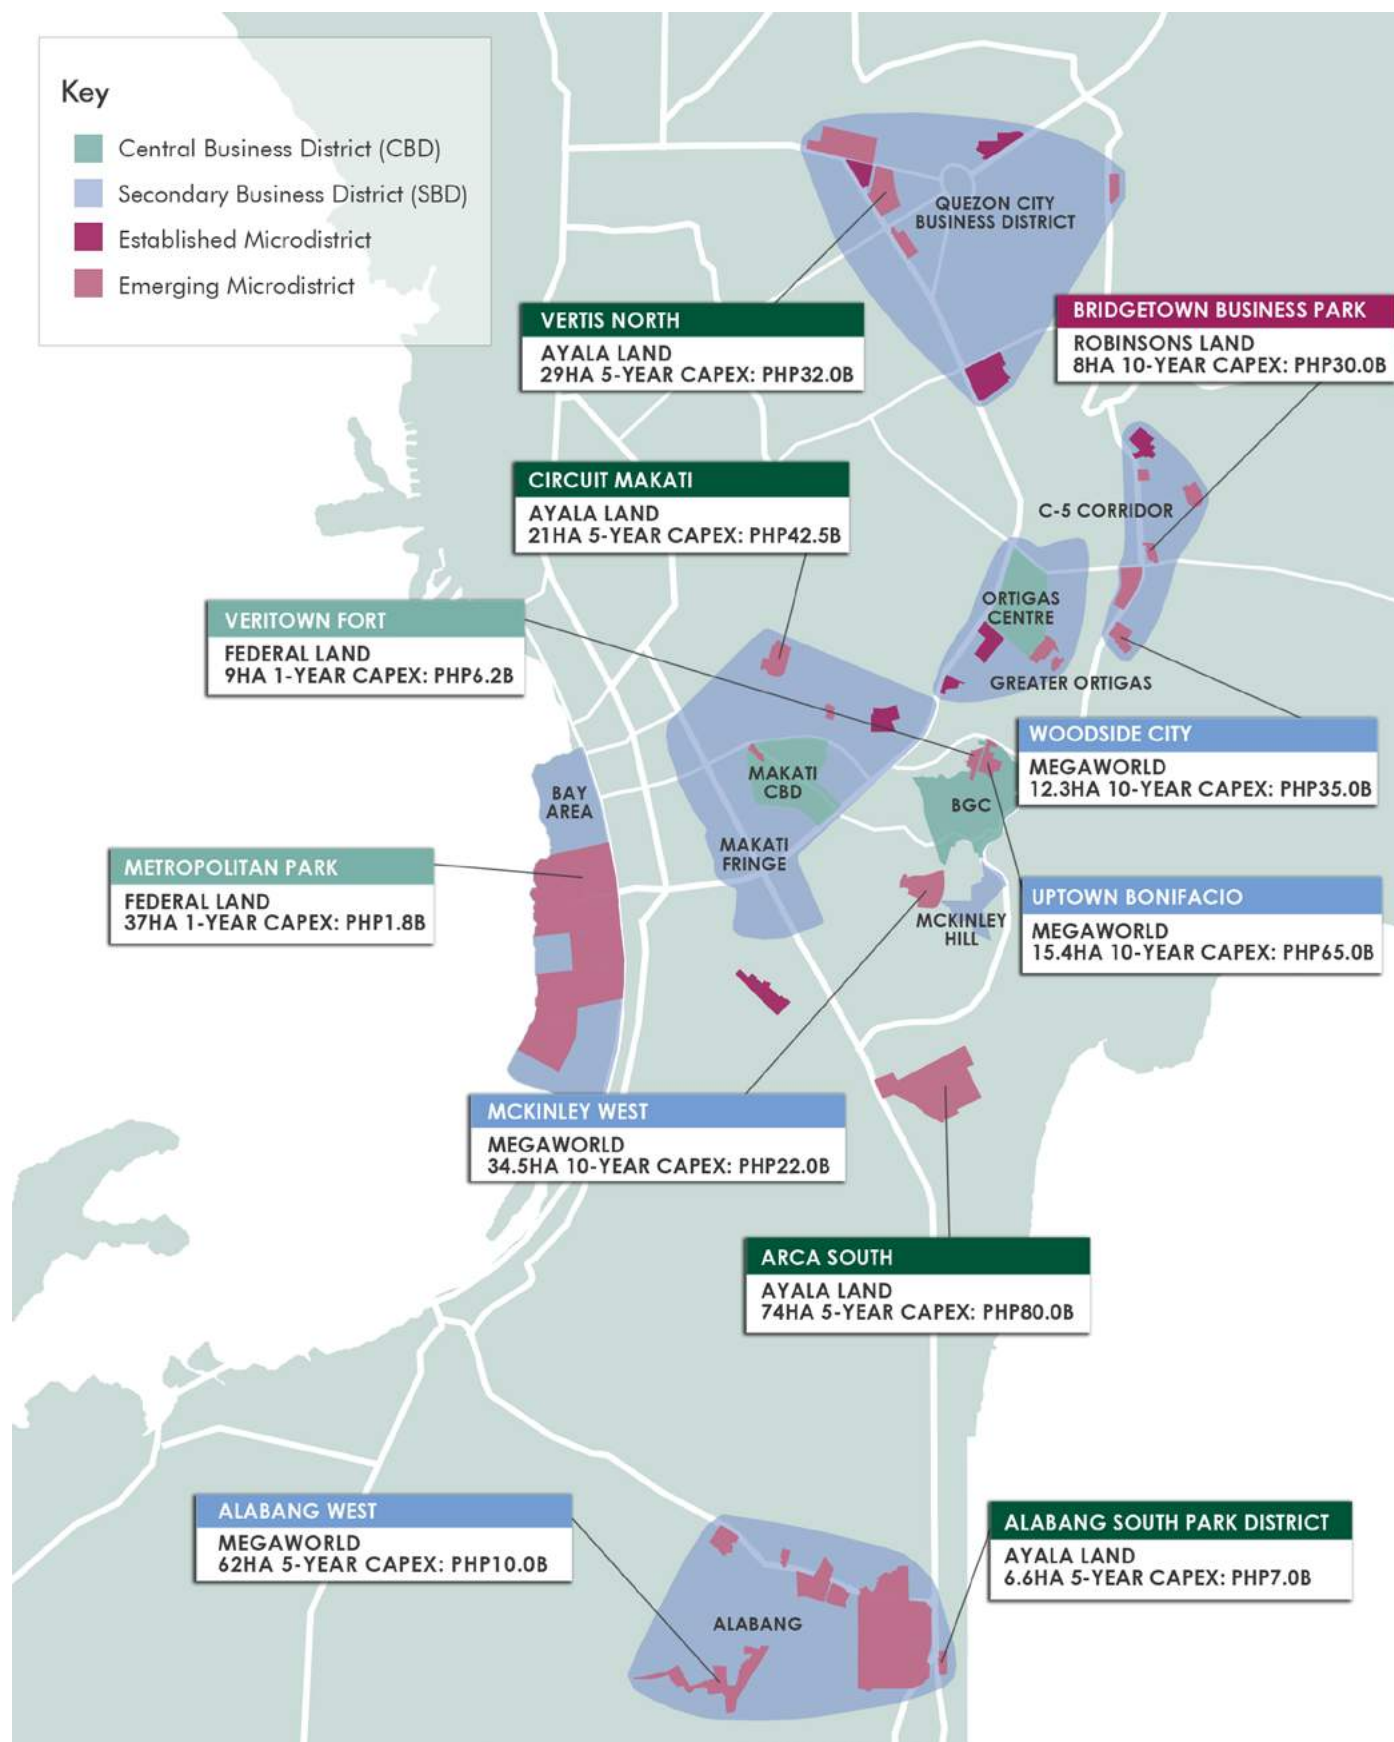 Key
Central Business District (CBD)
Secondary Business District (SBD)
Established Microdistrict
Emerging Microdistrict
QUEZON CITY
BUSINESS DISTRICT
VERTIS NORTH
AYALA LAND
29HA 5-YEAR CAPEX: PHP32.0B
BRIDGETOWN BUSINESS PARK
ROBINSONS LAND
8HA 10-YEAR CAPEX: PHP30.0B
CIRCUIT MAKATI
AYALA LAND
21HA 5-YEAR CAPEX: PHP42.5B
C-5 CORRIDOR
ORTIGAS
CENTRE
VERITOWN FORT
FEDERAL LAND
9HA 1-YEAR CAPEX: PHP6.2B
GREATER ORTIGAS
WOODSIDE CITY
MEGAWORLD
12.3HA 10-YEAR CAPEX: PHP35.0B
BAY
AREA
MAKATI
CBD
BGC
MAKATI
FRINGE
METROPOLITAN PARK
FEDERAL LAND
37HA 1-YEAR CAPEX: PHP1.8B
UPTOWN BONIFACIO
MEGAWORLD
15.4HA 10-YEAR CAPEX: PHP65.0B
MCKINLEY
HILL
MCKINLEY WEST
MEGAWORLD
34.5HA 10-YEAR CAPEX: PHP22.0B
ARCA SOUTH
AYALA LAND
74HA 5-YEAR CAPEX: PHP80.0B
ALABANG WEST
MEGAWORLD
62HA 5-YEAR CAPEX: PHP10.0B
ALABANG SOUTH PARK DISTRICT
AYALA LAND
6.6HA 5-YEAR CAPEX: PHP7.0B
ALABANG